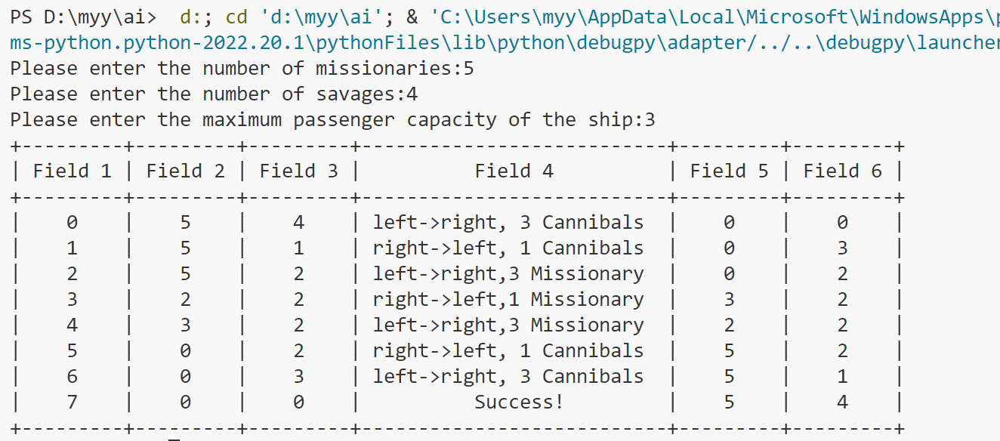 PS D:\myy\ai>  d:; cd 'd:\myy\ai'; & 'C:\Users\myy\AppData\Local\Microsoft\WindowsApps\
ms-python.python-2022.20.1\pythonFiles\lib\python\debugpy\adapter/../..\debugpy\launcher
Please enter the number of missionaries:5
Please enter the number of savages:4
Please enter the maximum passenger capacity of the ship:3
+---------+---------+---------+---------------------------+---------+---------+
| Field 1 | Field 2 | Field 3 |          Field 4          | Field 5 | Field 6 |
+---------+---------+---------+---------------------------+---------+---------+
|    0    |    5    |    4    | left->right, 3 Cannibals  |    0    |    0    |
|    1    |    5    |    1    | right->left, 1 Cannibals  |    0    |    3    |
|    2    |    5    |    2    | left->right,3 Missionary  |    0    |    2    |
|    3    |    2    |    2    | right->left,1 Missionary  |    3    |    2    |
|    4    |    3    |    2    | left->right,3 Missionary  |    2    |    2    |
|    5    |    0    |    2    | right->left, 1 Cannibals  |    5    |    2    |
|    6    |    0    |    3    | left->right, 3 Cannibals  |    5    |    1    |
|    7    |    0    |    0    |          Success!         |    5    |    4    |
+---------+---------+---------+---------------------------+---------+---------+